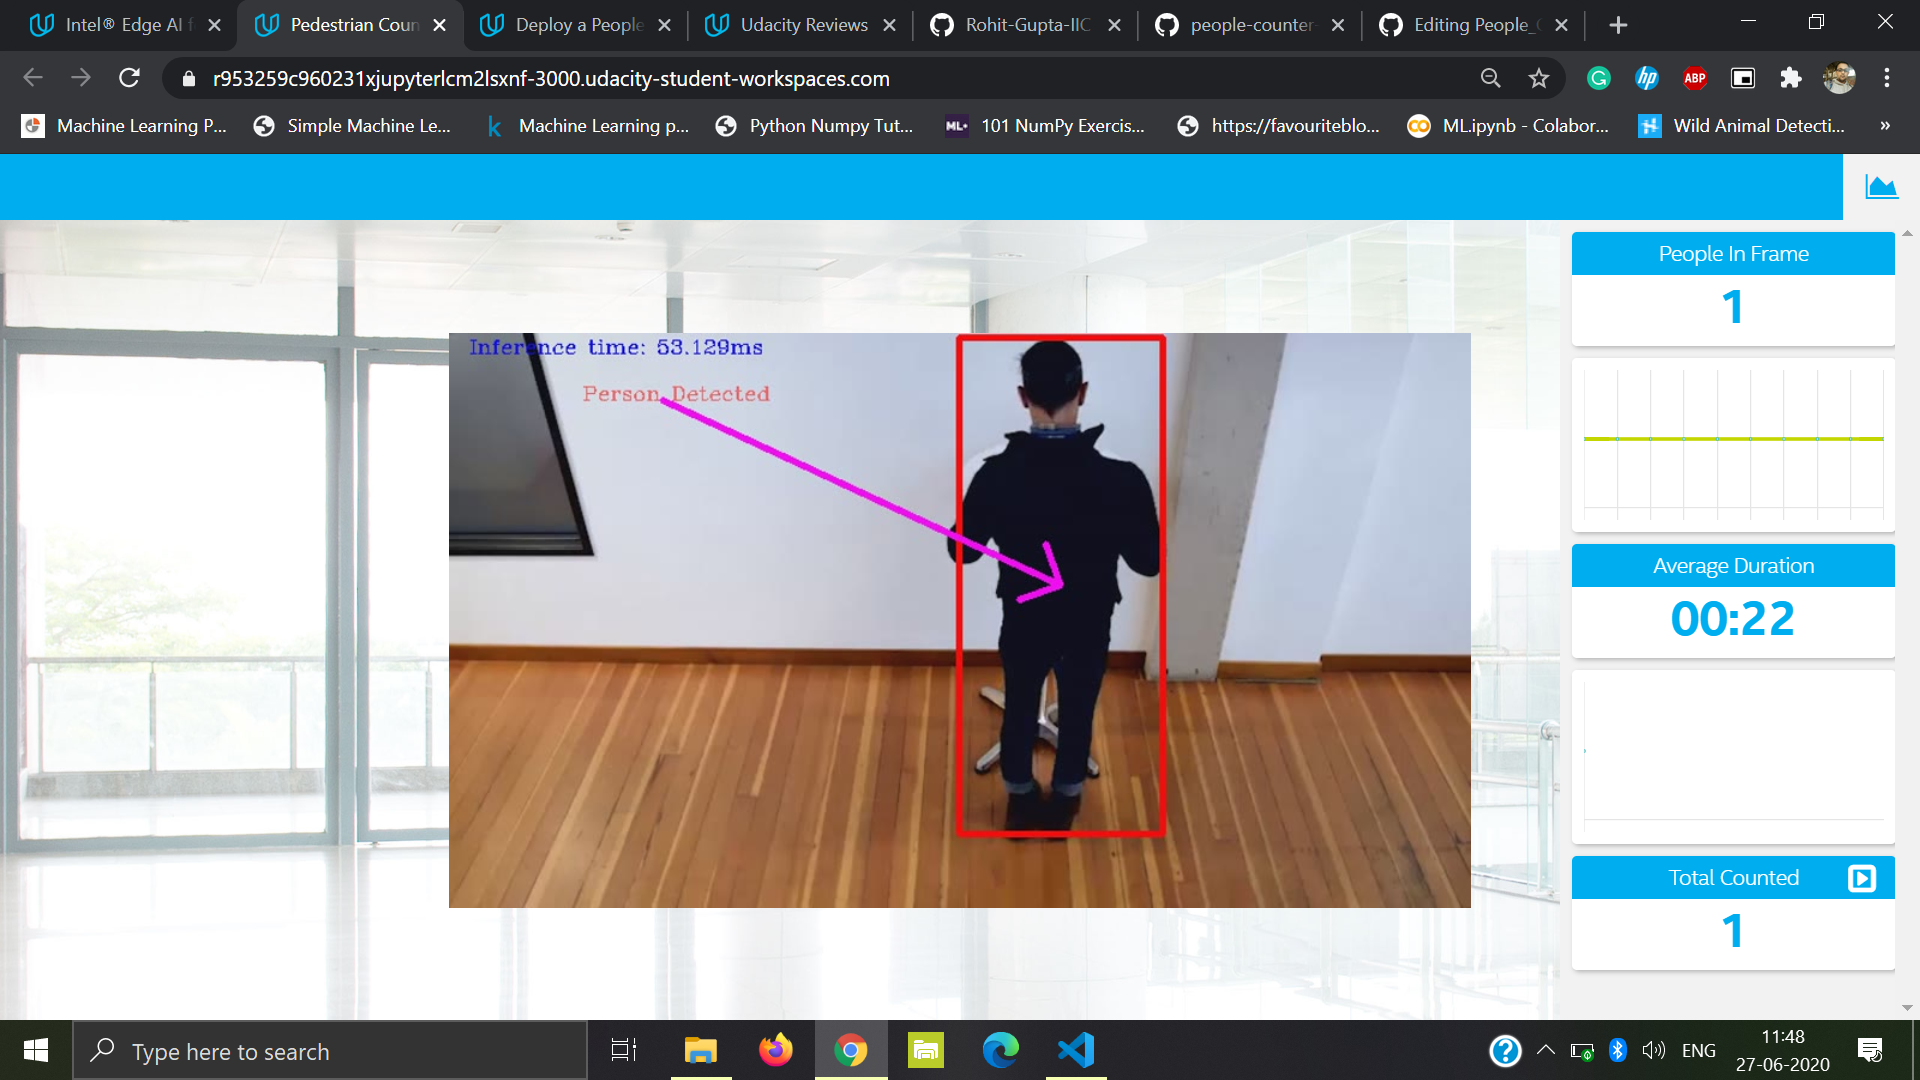 Intel® Edge AI f
Pedestrian Coun
Deploy a People
Udacity Reviews
Rohit-Gupta-IIC
people-counter-
Editing People_
r953259c960231xjupyterlcm2lsxnf-3000.udacity-student-workspaces.com
ABP
Machine Learning P...
Simple Machine Le...
Machine Learning p...
Python Numpy Tut...
101 NumPy Exercis...
https://favouriteblo...
ML.ipynb - Colabor...
Wild Animal Detecti...
»
Inference time: 53.129ms
Person Detected
People In Frame
1
Average Duration
00:22
Total Counted
1
Type here to search
ENG
11:48
27-06-2020